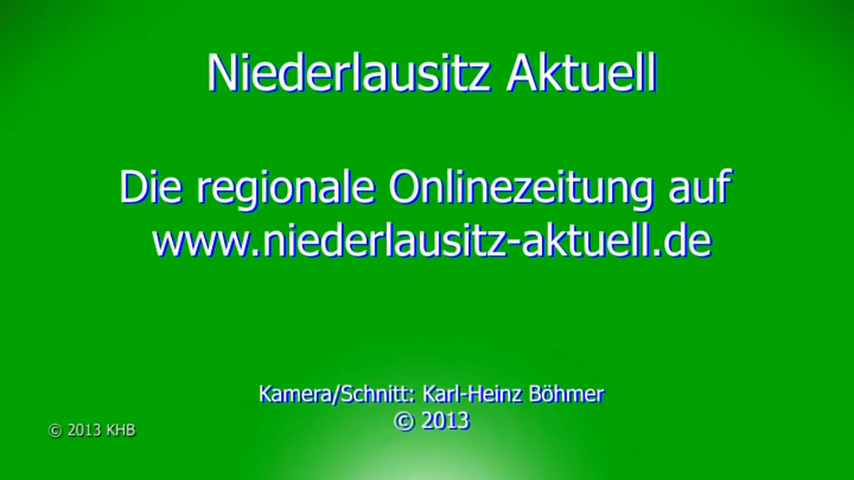 Niederlausitz Aktuell
Die regionale Onlinezeitung auf
www.niederlausitz-aktuell.de
Kamera/Schnitt: Karl-Heinz Böhmer
© 2013
© 2013 KHB